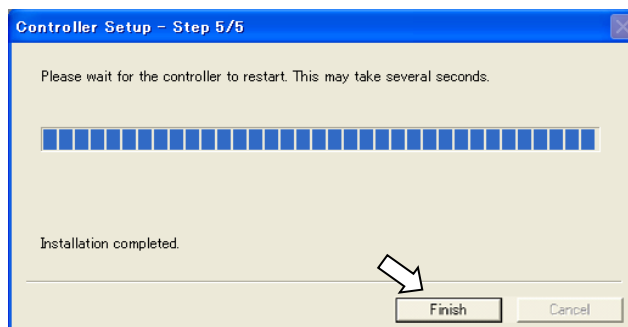 Controller Setup - Step 5/5
Please wait for the controller to restart. This may take several seconds.
Installation completed.
Finish Cancel